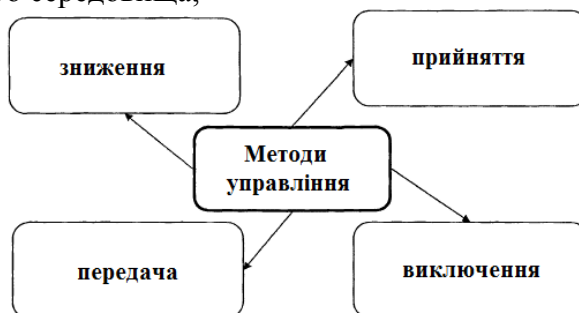 середовища,
зниження
прийняття
Методи
управління
передача
виключення